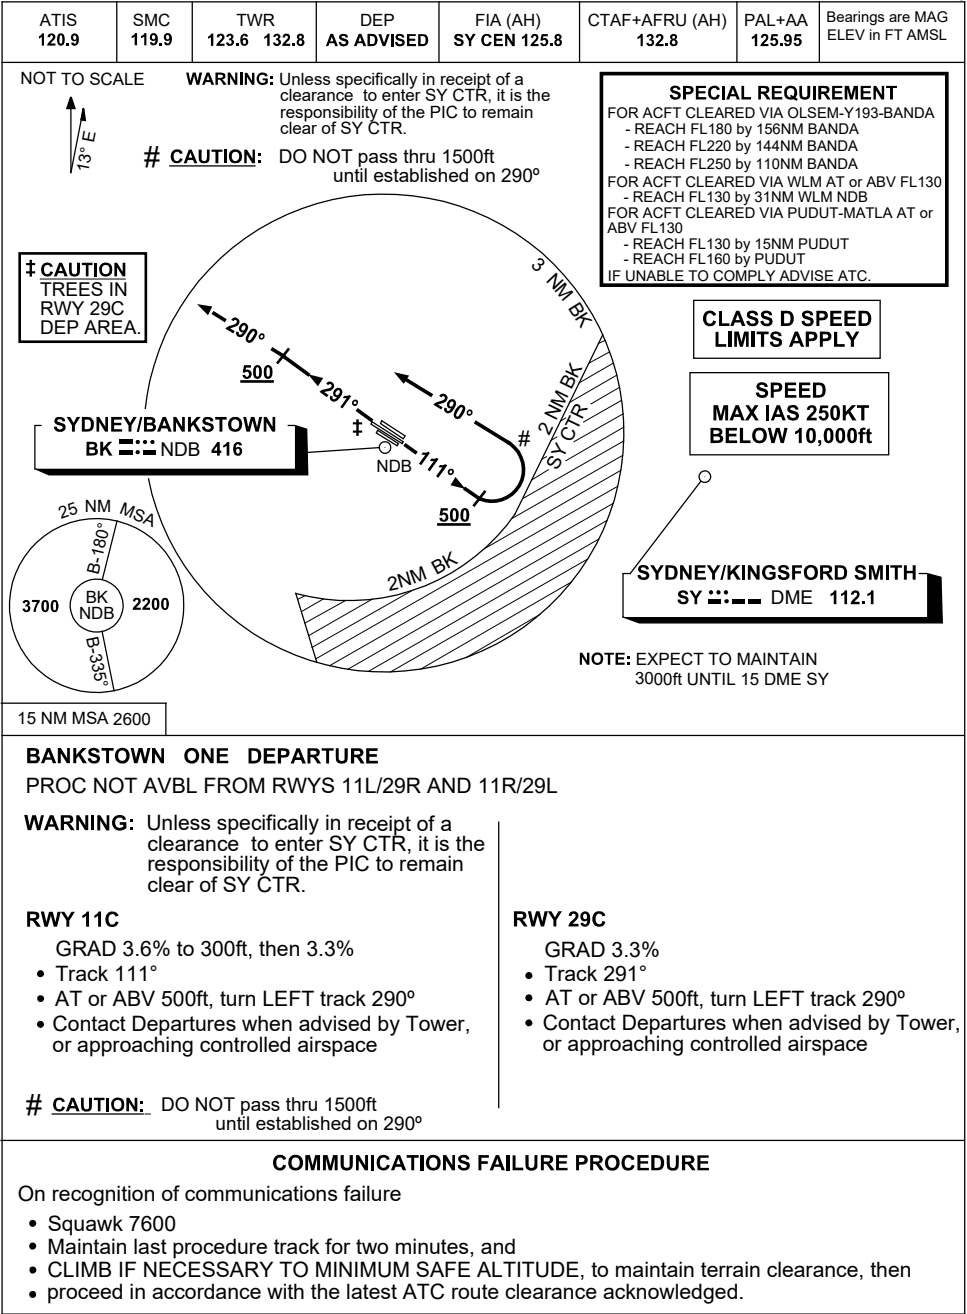 ATIS
120.9
SMC
119.9
TWR
123.6 132.8
DEP
AS ADVISED
FIA (AH)
SY CEN 125.8
CTAF+AFRU (AH)
132.8
PAL+AA
125.95
Bearings are MAG
ELEV in FT AMSL
NOT TO SCALE
13° E
WARNING: Unless specifically in receipt of a
clearance to enter SY CTR, it is the
responsibility of the PIC to remain
clear of SY CTR.
# CAUTION: DO NOT pass thru 1500ft
until established on 290º
SPECIAL REQUIREMENT
FOR ACFT CLEARED VIA OLSEM-Y193-BANDA
- REACH FL180 by 156NM BANDA
- REACH FL220 by 144NM BANDA
- REACH FL250 by 110NM BANDA
FOR ACFT CLEARED VIA WLM AT or ABV FL130
- REACH FL130 by 31NM WLM NDB
FOR ACFT CLEARED VIA PUDUT-MATLA AT or
ABV FL130
- REACH FL130 by 15NM PUDUT
- REACH FL160 by PUDUT
IF UNABLE TO COMPLY ADVISE ATC.
‡ CAUTION
TREES IN
RWY 29C
DEP AREA.
3 NM BK
CLASS D SPEED
LIMITS APPLY
290°
500
291°
290°
2 NM BK
SY CTR
#
SPEED
MAX IAS 250KT
BELOW 10,000ft
SYDNEY/BANKSTOWN
BK NDB 416
‡
NDB
111°
500
2NM BK
25 NM MSA
B-180°
3700
BK
NDB
2200
B-335°
SYDNEY/KINGSFORD SMITH
SY DME 112.1
NOTE: EXPECT TO MAINTAIN
3000ft UNTIL 15 DME SY
15 NM MSA 2600
BANKSTOWN ONE DEPARTURE
PROC NOT AVBL FROM RWYS 11L/29R AND 11R/29L
WARNING: Unless specifically in receipt of a
clearance to enter SY CTR, it is the
responsibility of the PIC to remain
clear of SY CTR.
RWY 11C
GRAD 3.6% to 300ft, then 3.3%
• Track 111°
• AT or ABV 500ft, turn LEFT track 290º
• Contact Departures when advised by Tower,
or approaching controlled airspace
# CAUTION: DO NOT pass thru 1500ft
until established on 290º
RWY 29C
GRAD 3.3%
• Track 291°
• AT or ABV 500ft, turn LEFT track 290º
• Contact Departures when advised by Tower,
or approaching controlled airspace
COMMUNICATIONS FAILURE PROCEDURE
On recognition of communications failure
• Squawk 7600
• Maintain last procedure track for two minutes, and
• CLIMB IF NECESSARY TO MINIMUM SAFE ALTITUDE, to maintain terrain clearance, then
• proceed in accordance with the latest ATC route clearance acknowledged.